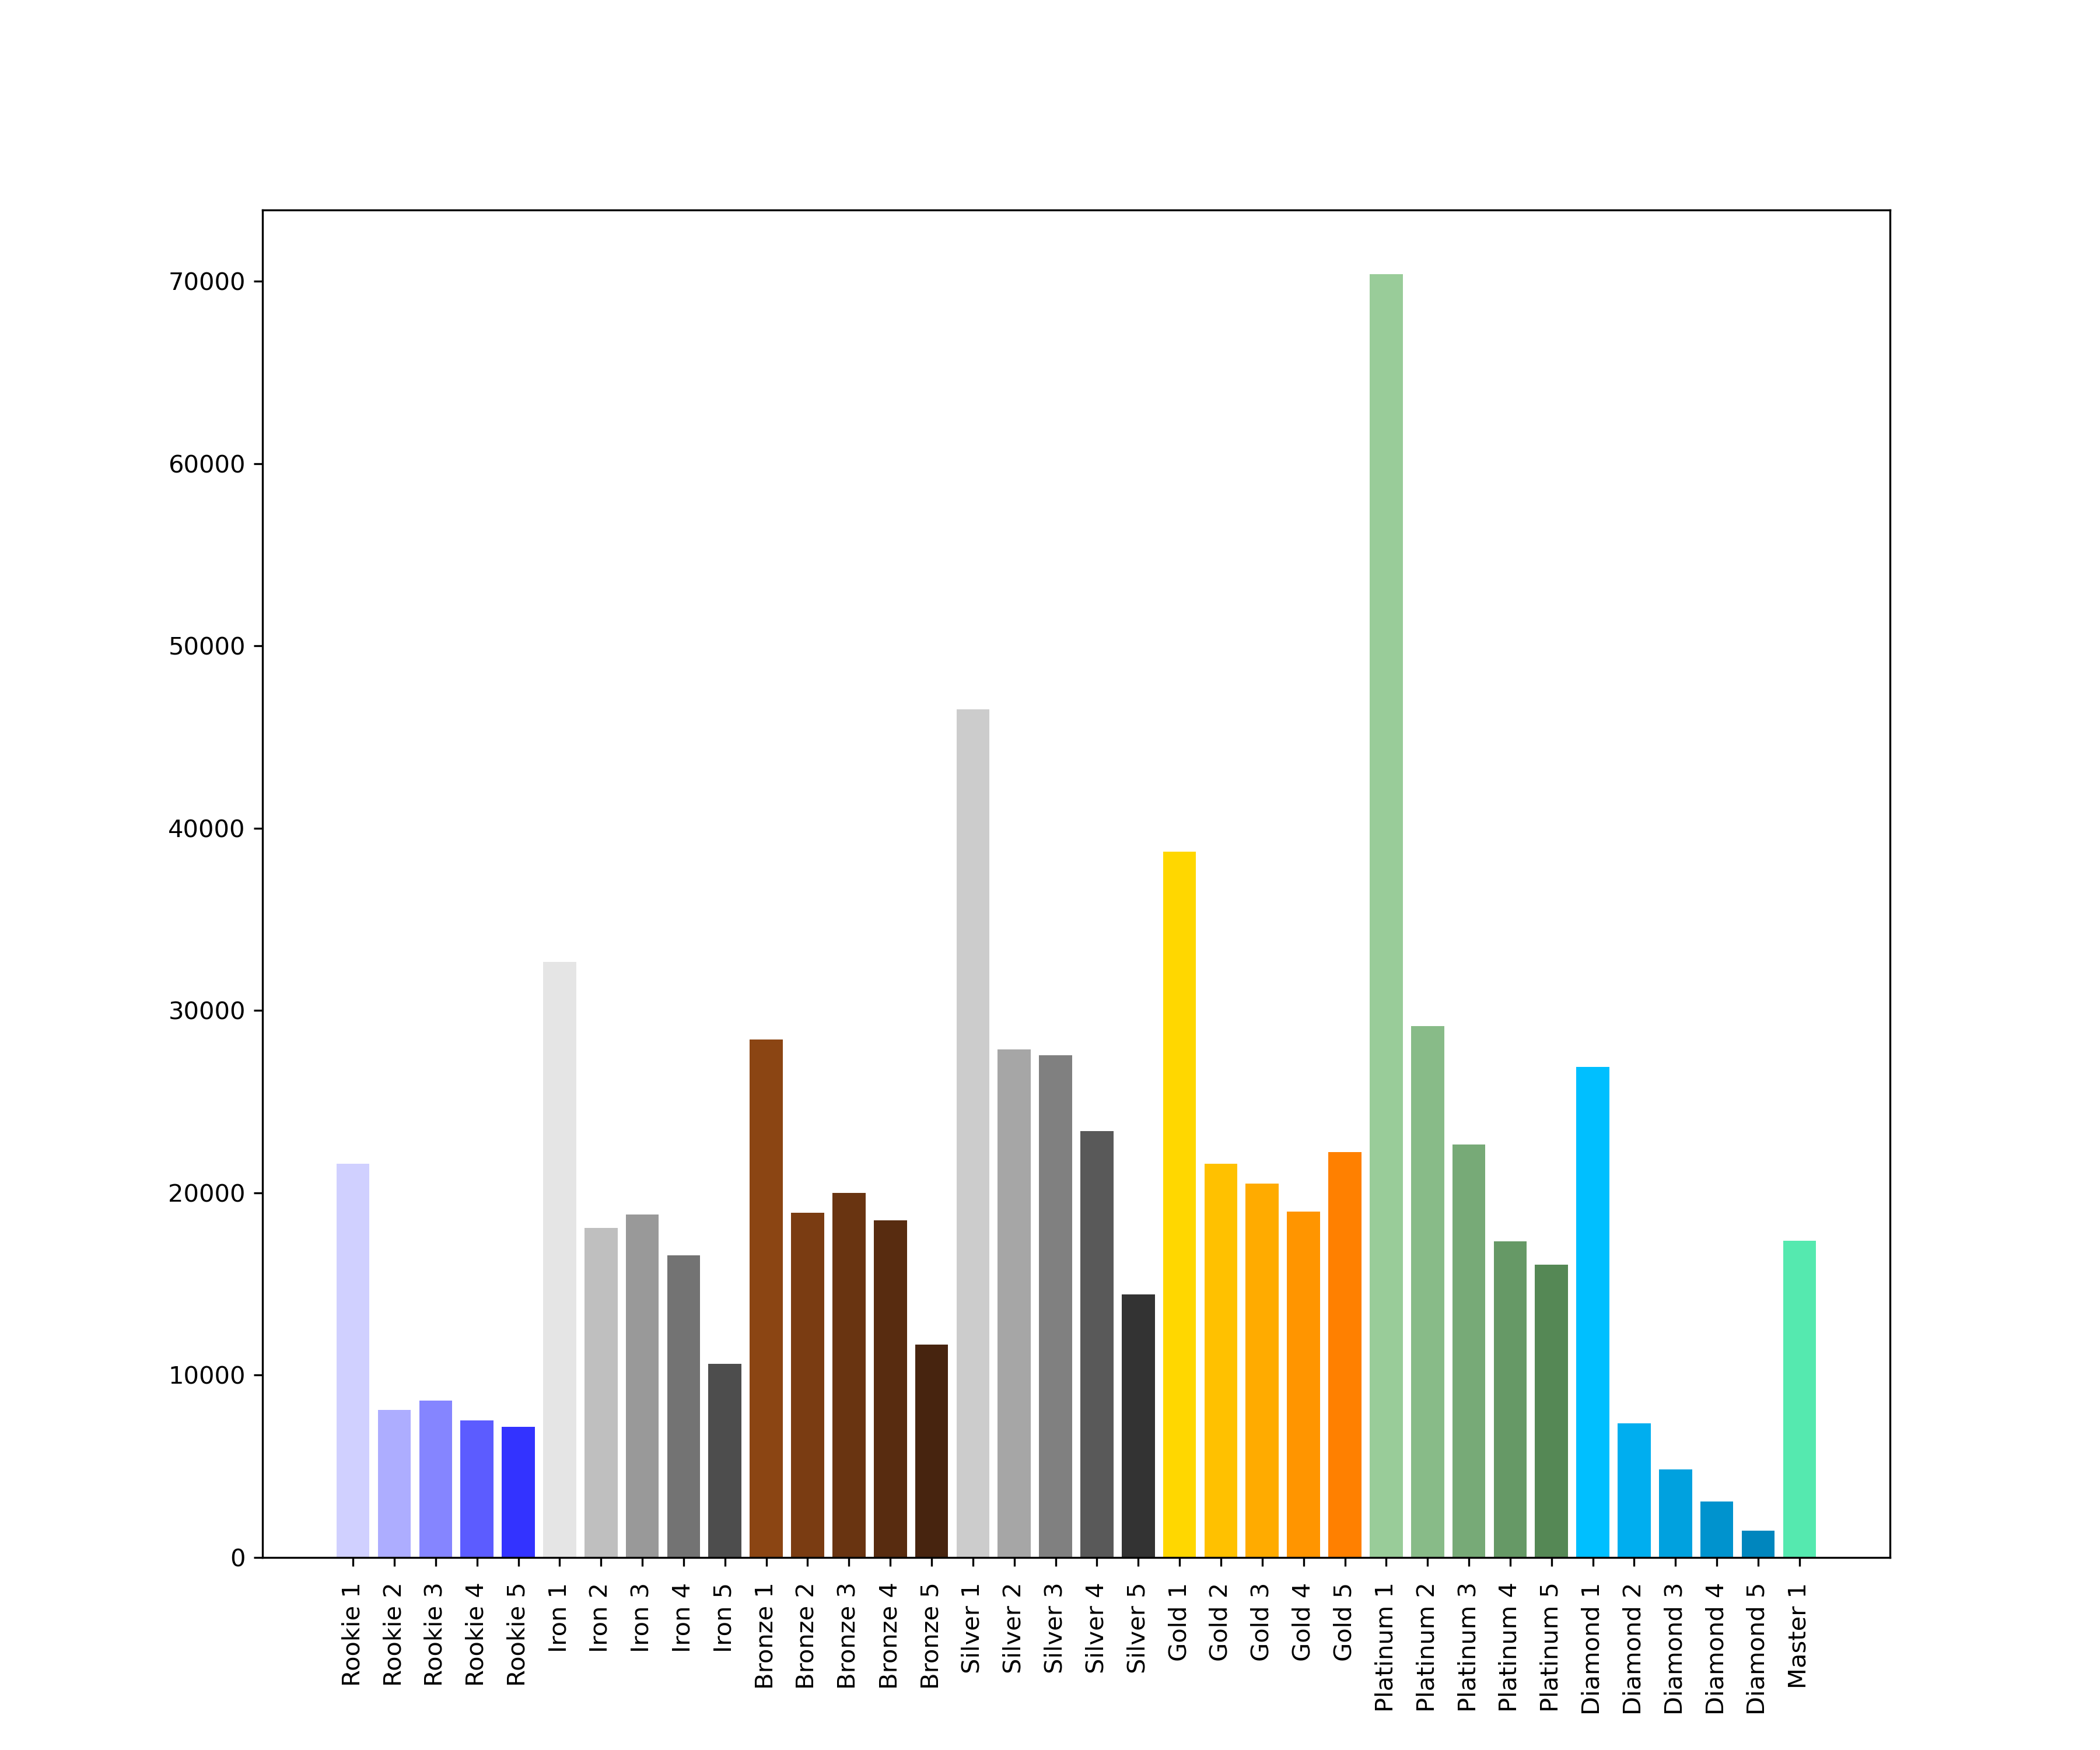 70000
60000
50000
40000
30000
20000
10000
0
Rookie 1
Rookie 2
Rookie 3
Rookie 4
Rookie 5
Iron 1
Iron 2
Iron 3
Iron 4
Iron 5
Bronze 1
Bronze 2
Bronze 3
Bronze 4
Bronze 5
Silver 1
Silver 2
Silver 3
Silver 4
Silver 5
Gold 1
Gold 2
Gold 3
Gold 4
Gold 5
Platinum 1
Platinum 2
Platinum 3
Platinum 4
Platinum 5
Diamond 1
Diamond 2
Diamond 3
Diamond 4
Diamond 5
Master 1